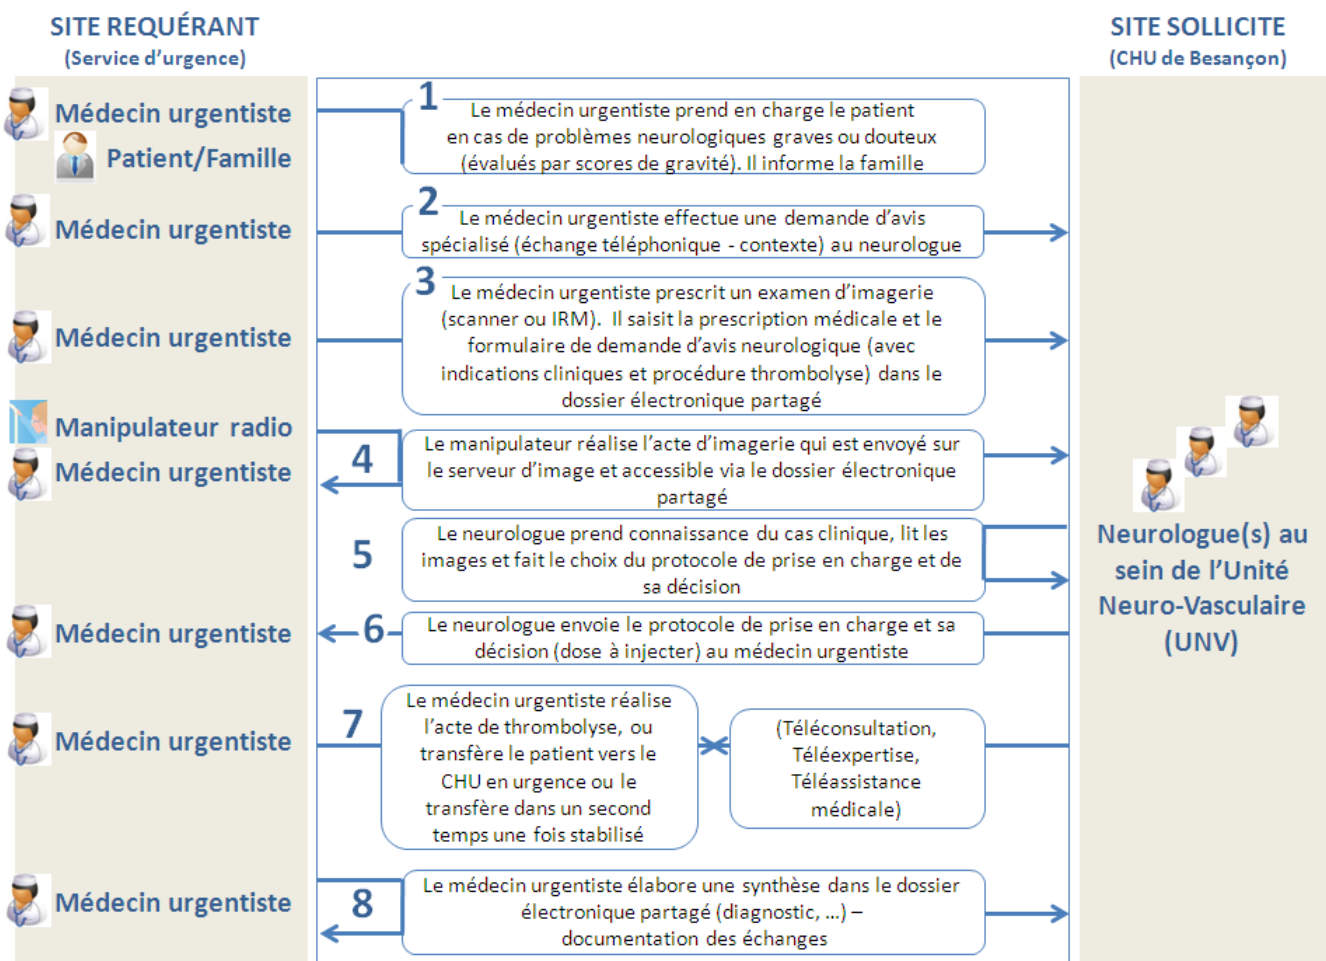 SITE REQUÉRANT
(Service d'urgence)
SITE SOLLICITE
(CHU de Besançon)
Médecin urgentiste
Patient/Famille
1
Le médecin urgentiste prend en charge le patient
en cas de problèmes neurologiques graves ou douteux
(évalués par scores de gravité). Il informe la famille
Médecin urgentiste
2
Le médecin urgentiste effectue une demande d'avis
spécialisé (échange téléphonique - contexte) au neurologue
Médecin urgentiste
3
Le médecin urgentiste prescrit un examen d'imagerie
(scanner ou IRM). Il saisit la prescription médicale et le
formulaire de demande d'avis neurologique (avec
indications cliniques et procédure thrombolyse) dans le
dossier électronique partagé
Manipulateur radio
Médecin urgentiste
4
Le manipulateur réalise l'acte d'imagerie qui est envoyé sur
le serveur d'image et accessible via le dossier électronique
partagé
5
Le neurologue prend connaissance du cas clinique, lit les
images et fait le choix du protocole de prise en charge et de
sa décision
Neurologue(s) au
sein de l'Unité
Neuro-Vasculaire
(UNV)
Médecin urgentiste
6
Le neurologue envoie le protocole de prise en charge et sa
décision (dose à injecter) au médecin urgentiste
Médecin urgentiste
7
Le médecin urgentiste réalise
l'acte de thrombolyse, ou
transfère le patient vers le
CHU en urgence ou le
transfère dans un second
temps une fois stabilisé
(Téléconsultation,
Téléexpertise,
Téléassistance
médicale)
Médecin urgentiste
8
Le médecin urgentiste élabore une synthèse dans le dossier
électronique partagé (diagnostic, ...) –
documentation des échanges